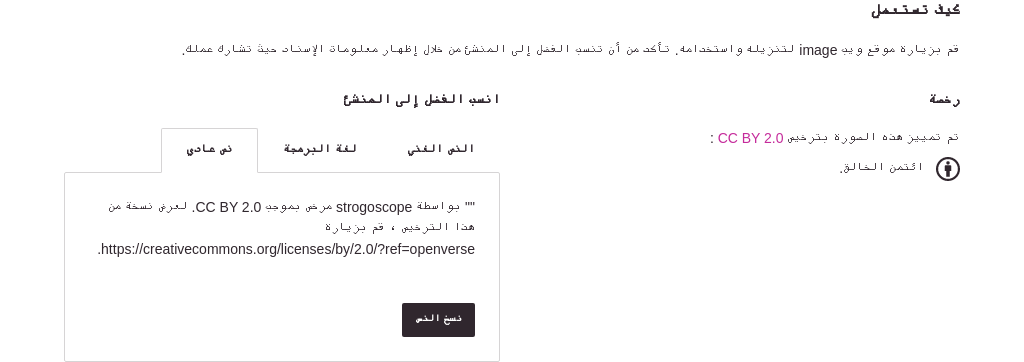 كيف تستعمل
قم بزيارة موقع ويب image لتنزيله واستخدامه. تأكد من أن تنسب الفضل إلى المنشئ من خلال إظهار معلومات الإسناد حيثُ تشارك عملك.
رخصة
تم تمييز هذه الصورة بترخيص CC BY 2.0 :
ائتمن الخالق.
انسب الفضل إلى المنشئ
النص الغني
لغة البرمجة
نص عادي
"" بواسطة strogoscope مرخص بموجب CC BY 2.0. لعرض نسخة من
هذا الترخيص ، قم بزيارة
https://creativecommons.org/licenses/by/2.0/?ref=openverse.
نسخ النص